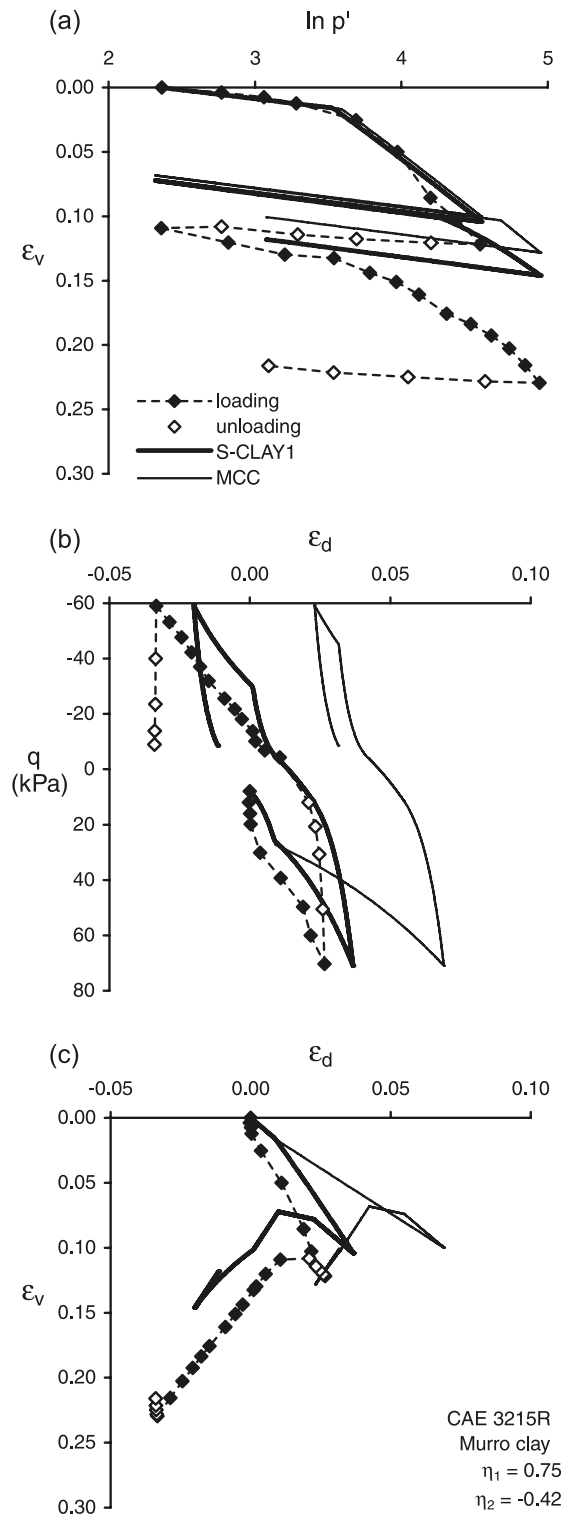 (a)
ln p'
2 3 4 5
0.00
0.05
0.10
εv
0.15
0.20
0.25
0.30
loading
unloading
S-CLAY1
MCC
(b)
εd
-0.05 0.00 0.05 0.10
-60
-40
-20
q 0
(kPa)
20
40
60
80
(c)
εd
-0.05 0.00 0.05 0.10
0.00
0.05
0.10
εv
0.15
0.20
0.25
0.30
CAE 3215R
Murro clay
η1 = 0.75
η2 = -0.42